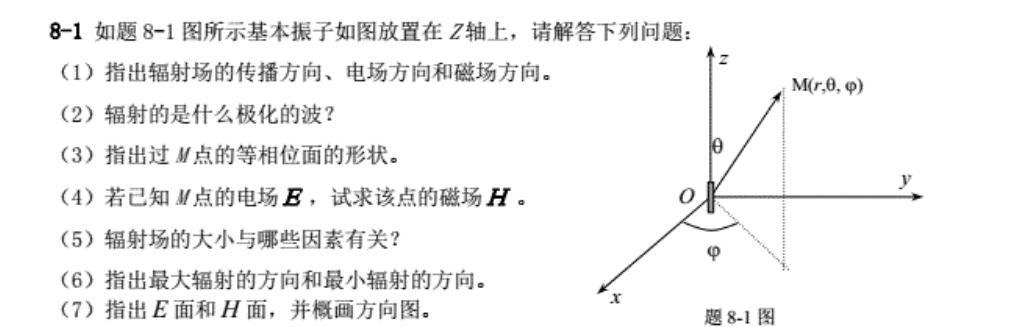 8-1 如题 8-1 图所示基本振子如图放置在 Z 轴上，请解答下列问题：
（1）指出辐射场的传播方向、电场方向和磁场方向。
（2）辐射的是什么极化的波？
（3）指出过 M 点的等相位面的形状。
（4）若已知 M 点的电场 E，试求该点的磁场 H 。
（5）辐射场的大小与哪些因素有关？
（6）指出最大辐射的方向和最小辐射的方向。
（7）指出 E 面和 H 面，并概画方向图。
z
M(r,θ, φ)
θ
O
y
φ
x
题 8-1 图